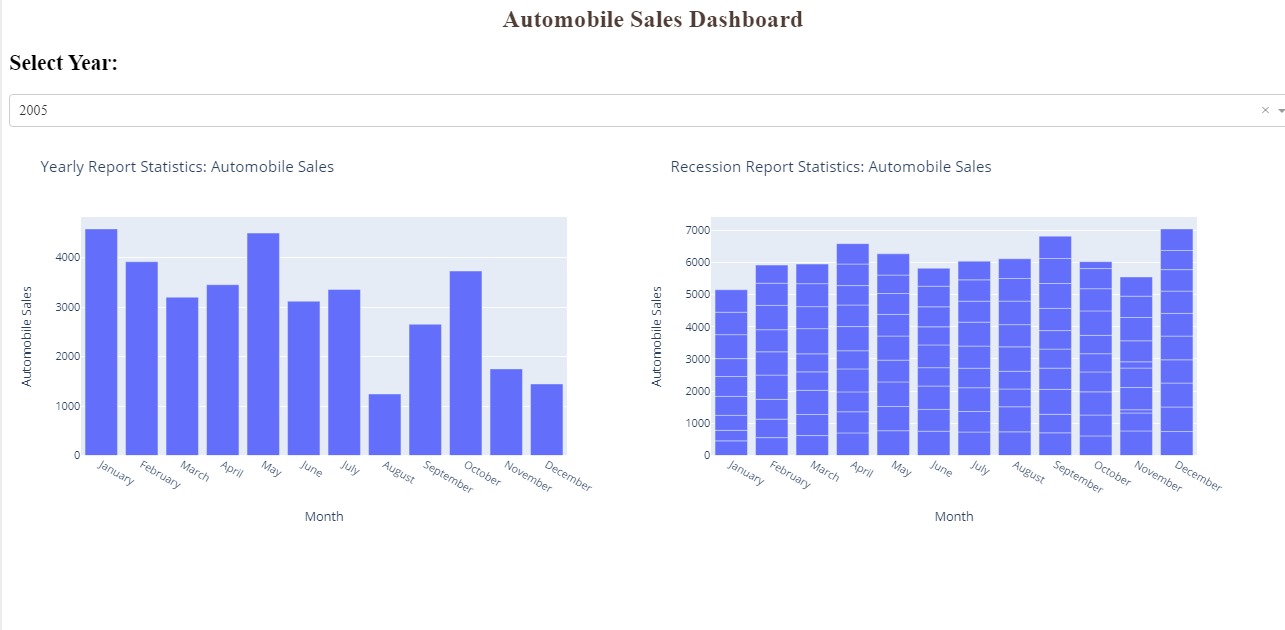 Automobile Sales Dashboard
Select Year:
2005
×
Yearly Report Statistics: Automobile Sales
Automobile Sales
4000
3000
2000
1000
0
January
February
March
April
May
June
July
August
September
October
November
December
Month
Recession Report Statistics: Automobile Sales
Automobile Sales
7000
6000
5000
4000
3000
2000
1000
0
January
February
March
April
May
June
July
August
September
October
November
December
Month